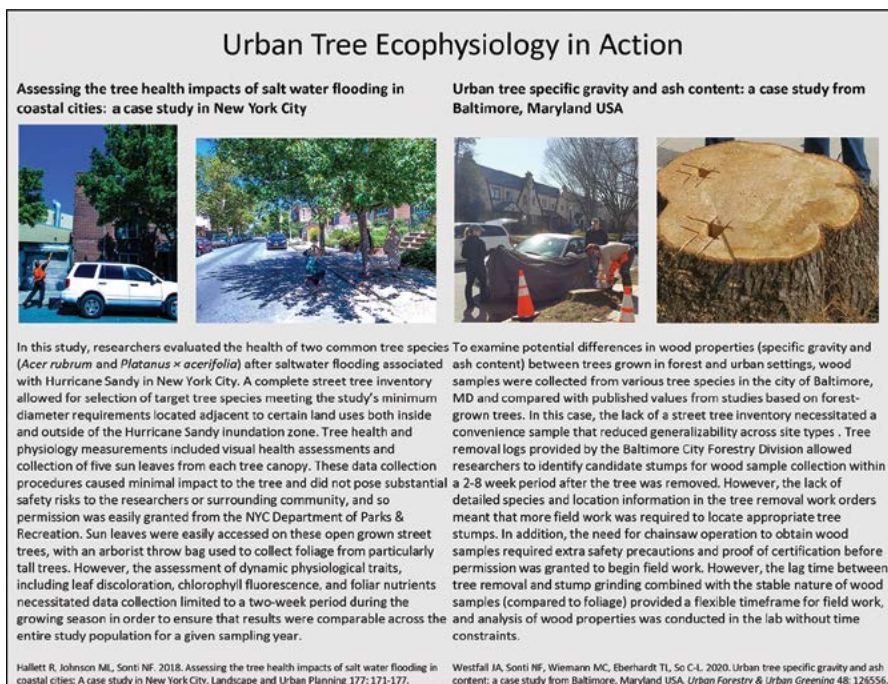 Urban Tree Ecophysiology in Action
Assessing the tree health impacts of salt water flooding in
coastal cities: a case study in New York City
In this study, researchers evaluated the health of two common tree species
(Acer rubrum and Platanus × acerifolia) after saltwater flooding associated
with Hurricane Sandy in New York City. A complete street tree inventory
allowed for selection of target tree species meeting the study's minimum
diameter requirements located adjacent to certain land uses both inside
and outside of the Hurricane Sandy inundation zone. Tree health and
physiology measurements included visual health assessments and
collection of five sun leaves from each tree canopy. These data collection
procedures caused minimal impact to the tree and did not pose substantial
safety risks to the researchers or surrounding community, and so
permission was easily granted from the NYC Department of Parks &
Recreation. Sun leaves were easily accessed on these open grown street
trees, with an arborist throw bag used to collect foliage from particularly
tall trees. However, the assessment of dynamic physiological traits,
including leaf discoloration, chlorophyll fluorescence, and foliar nutrients
necessitated data collection limited to a two-week period during the
growing season in order to ensure that results were comparable across the
entire study population for a given sampling year.
Hallett R, Johnson ML, Sonti NF. 2018. Assessing the tree health impacts of salt water flooding in
coastal cities: A case study in New York City. Landscape and Urban Planning 177: 171-177.
Urban tree specific gravity and ash content: a case study from
Baltimore, Maryland USA
To examine potential differences in wood properties (specific gravity and
ash content) between trees grown in forest and urban settings, wood
samples were collected from various tree species in the city of Baltimore,
MD and compared with published values from studies based on forest-
grown trees. In this case, the lack of a street tree inventory necessitated a
convenience sample that reduced generalizability across site types . Tree
removal logs provided by the Baltimore City Forestry Division allowed
researchers to identify candidate stumps for wood sample collection within
a 2-8 week period after the tree was removed. However, the lack of
detailed species and location information in the tree removal work orders
meant that more field work was required to locate appropriate tree
stumps. In addition, the need for chainsaw operation to obtain wood
samples required extra safety precautions and proof of certification before
permission was granted to begin field work. However, the lag time between
tree removal and stump grinding combined with the stable nature of wood
samples (compared to foliage) provided a flexible timeframe for field work,
and analysis of wood properties was conducted in the lab without time
constraints.
Westfall JA, Sonti NF, Wiemann MC, Eberhardt TL, So C-L. 2020. Urban tree specific gravity and ash
content: a case study from Baltimore, Maryland USA. Urban Forestry & Urban Greening 48: 126556.